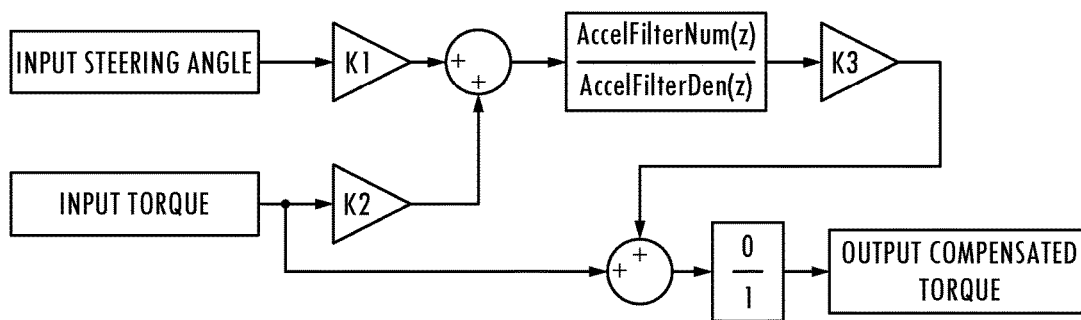 INPUT STEERING ANGLE
K1
+
+
AccelFilterNum(z)
AccelFilterDen(z)
K3
INPUT TORQUE
K2
+
+
0
1
OUTPUT COMPENSATED
TORQUE